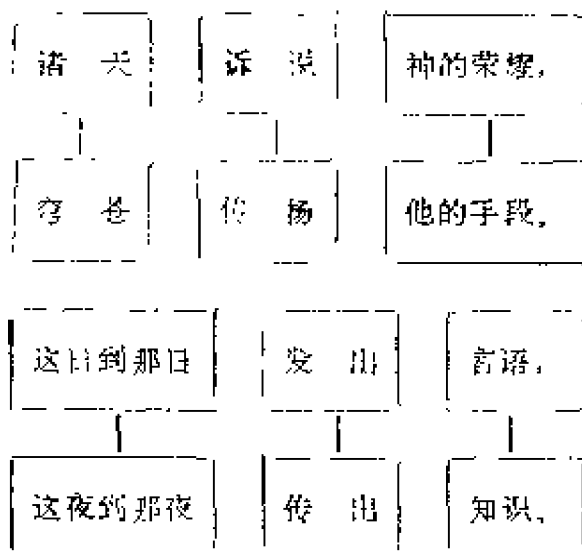 诸天 诉说 神的荣耀,
穹苍 传扬 他的手段。
这日到那日 发出 言语,
这夜到那夜 传出 知识。